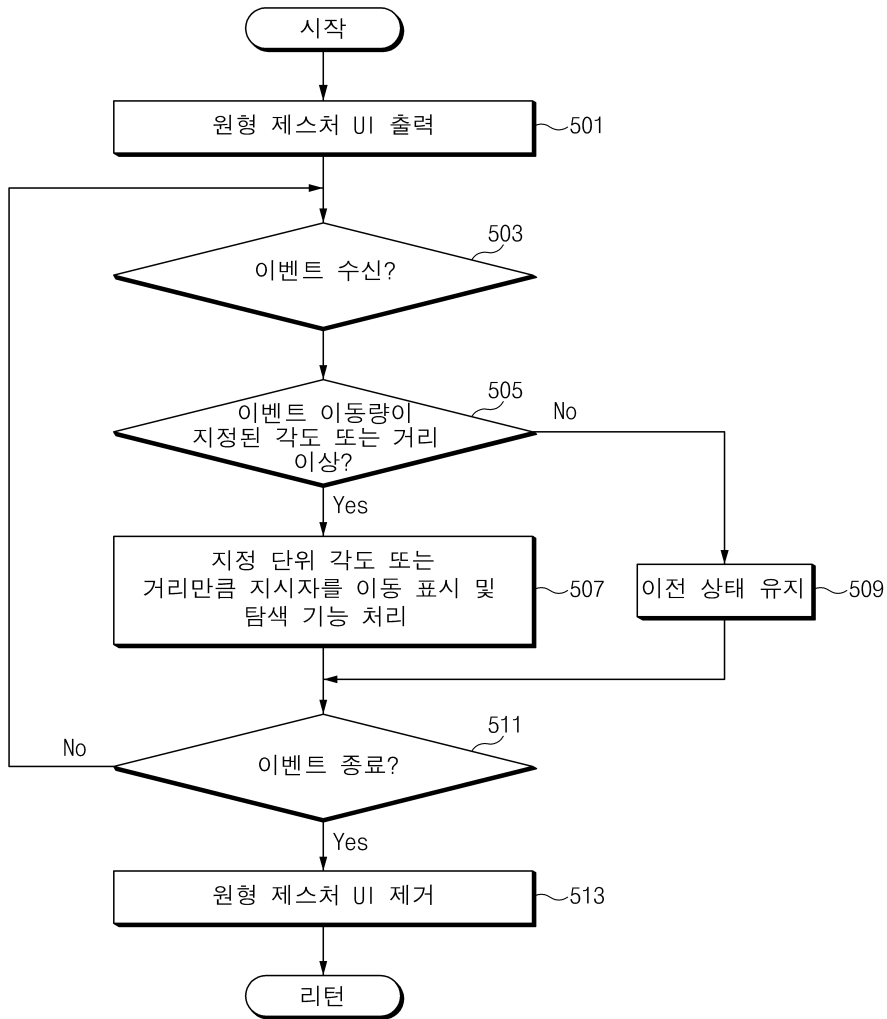 시작
원형 제스처 UI 출력
501
503
이벤트 수신?
505
이벤트 이동량이
지정된 각도 또는 거리
이상?
No
Yes
지정 단위 각도 또는
거리만큼 지시자를 이동 표시 및
탐색 기능 처리
507
이전 상태 유지
509
511
이벤트 종료?
No
Yes
원형 제스처 UI 제거
513
리턴